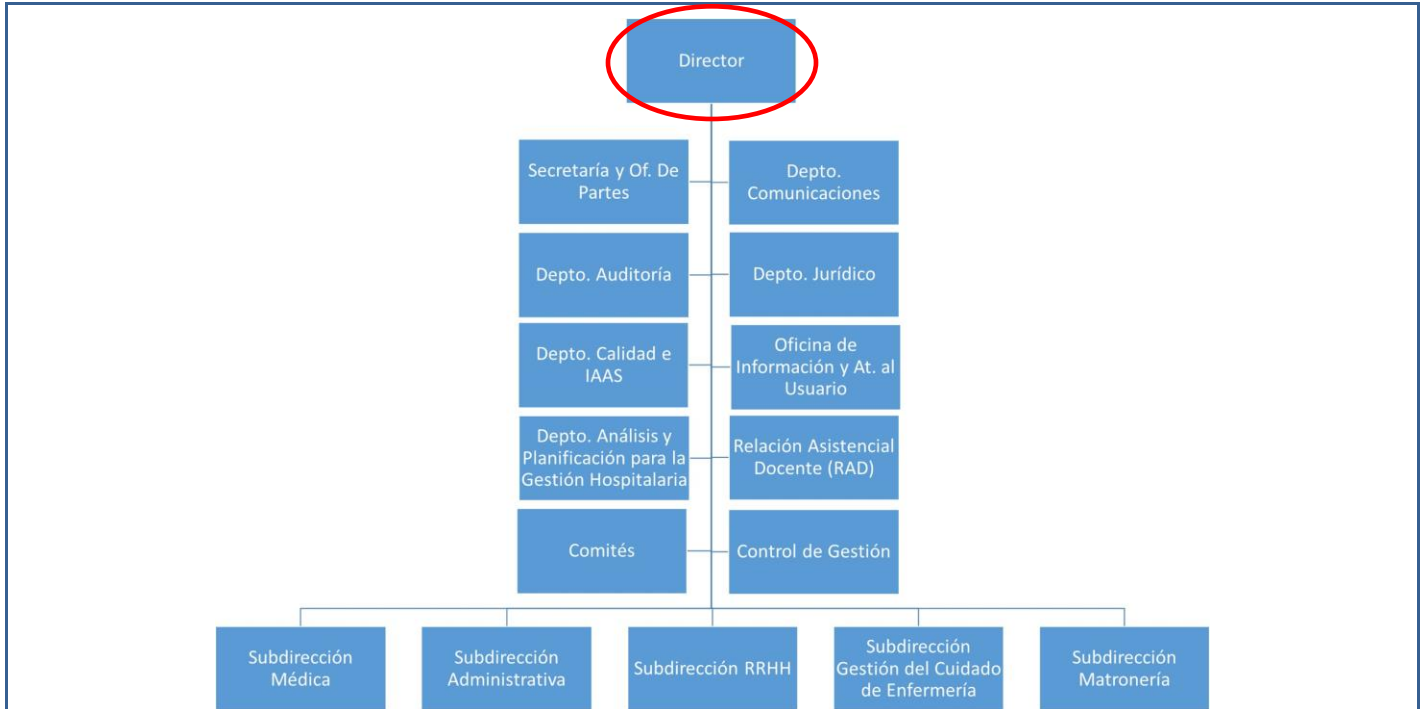 Director
Secretaría y Of. De
Partes
Depto.
Comunicaciones
Depto. Auditoría
Depto. Jurídico
Depto. Calidad e
IAAS
Oficina de
Información y At. al
Usuario
Depto. Análisis y
Planificación para la
Gestión Hospitalaria
Relación Asistencial
Docente (RAD)
Comités
Control de Gestión
Subdirección
Médica
Subdirección
Administrativa
Subdirección RRHH
Subdirección
Gestión del Cuidado
de Enfermería
Subdirección
Matronería